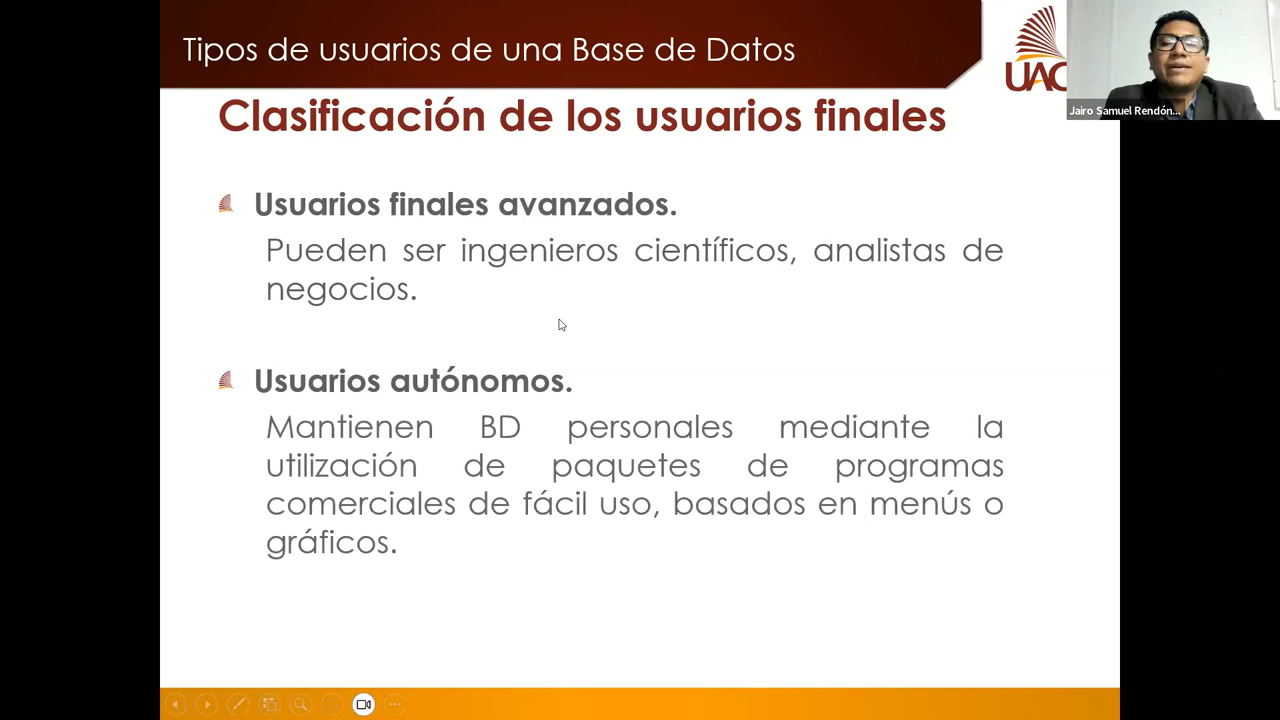 Tipos de usuarios de una Base de Datos
UAC
Jairo Samuel Rendón...
Clasificación de los usuarios finales
Usuarios finales avanzados.
Pueden ser ingenieros científicos, analistas de
negocios.
Usuarios autónomos.
Mantienen BD personales mediante la
utilización de paquetes de programas
comerciales de fácil uso, basados en menús o
gráficos.